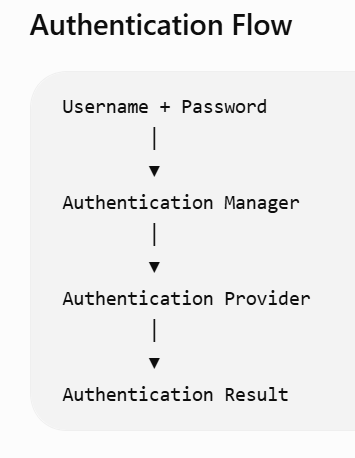 Authentication Flow
Username + Password
│
▼
Authentication Manager
│
▼
Authentication Provider
│
▼
Authentication Result